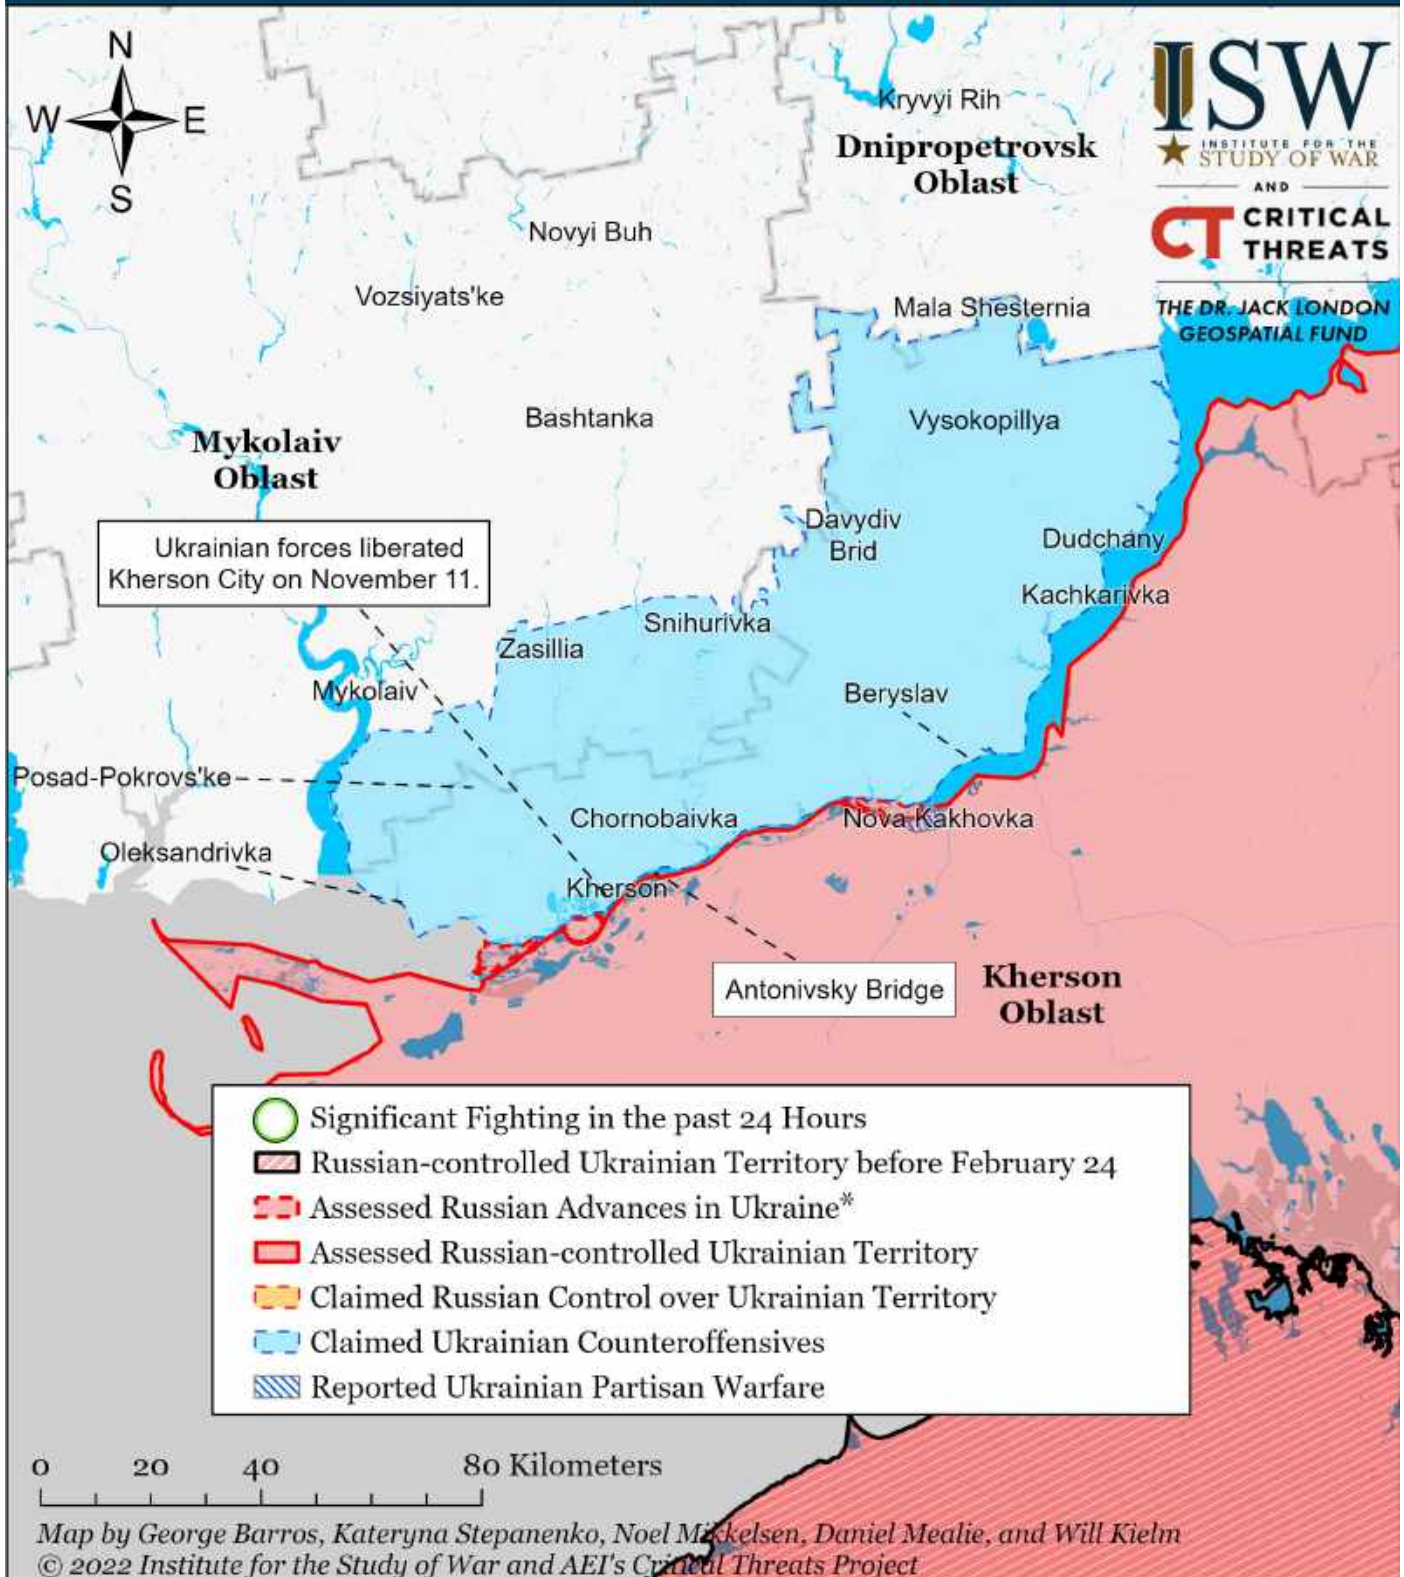 N
W E
S
ISW
INSTITUTE FOR THE
STUDY OF WAR
AND
CT CRITICAL
THREATS
THE DR. JACK LONDON
GEOSPATIAL FUND
Kryvyi Rih
Dnipropetrovsk
Oblast
Novyi Buh
Vozsiyats'ke
Mala Shesternia
Bashtanka
Vysokopillya
Mykolaiv
Oblast
Davydiv
Brid
Dudchany
Ukrainian forces liberated
Kherson City on November 11.
Kachkarivka
Snihurivka
Zasillia
Mykolaiv
Beryslav
Posad-Pokrovs'ke
Chornobaivka
Nova Kakhovka
Oleksandrivka
Kherson
Antonivsky Bridge
Kherson
Oblast
Significant Fighting in the past 24 Hours
Russian-controlled Ukrainian Territory before February 24
Assessed Russian Advances in Ukraine*
Assessed Russian-controlled Ukrainian Territory
Claimed Russian Control over Ukrainian Territory
Claimed Ukrainian Counteroffensives
Reported Ukrainian Partisan Warfare
0 20 40 80 Kilometers
Map by George Barros, Kateryna Stepanenko, Noel Mikkelsen, Daniel Mealie, and Will Kielm
© 2022 Institute for the Study of War and AEI's Critical Threats Project